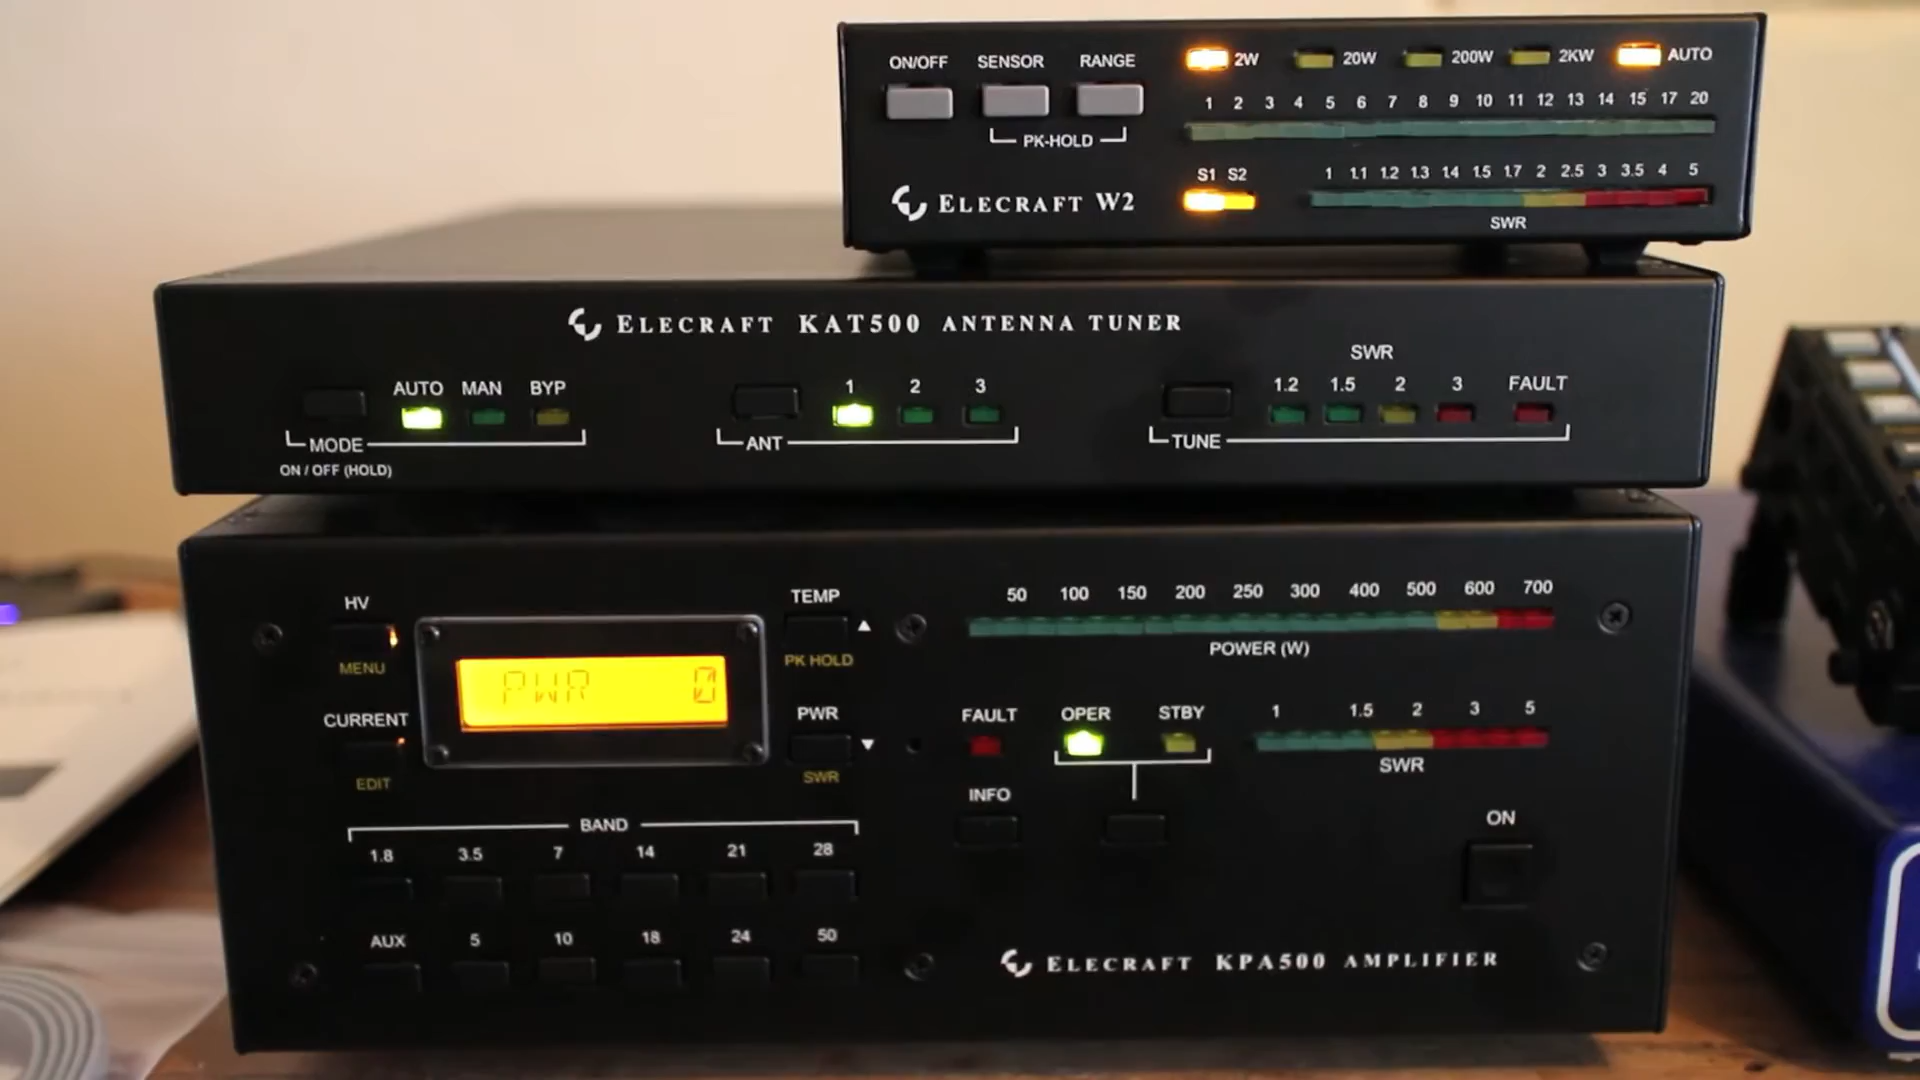 ON/OFF SENSOR RANGE
2W 20W 200W 2KW AUTO
1 2 3 4 5 6 7 8 9 10 11 12 13 14 15 17 20
PK-HOLD
S1 S2
1 1.1 1.2 1.3 1.4 1.5 1.7 2 2.5 3 3.5 4 5
SWR
ELECRAFT W2
ELECRAFT KAT500 ANTENNA TUNER
AUTO MAN BYP
MODE
ON / OFF (HOLD)
1 2 3
ANT
SWR
1.2 1.5 2 3 FAULT
TUNE
HV
MENU
CURRENT
EDIT
PWR 0
TEMP
PK HOLD
PWR
SWR
50 100 150 200 250 300 400 500 600 700
POWER (W)
FAULT OPER STBY
1 1.5 2 3 5
SWR
INFO
ON
BAND
1.8 3.5 7 14 21 28
AUX 5 10 18 24 50
ELECRAFT KPA500 AMPLIFIER